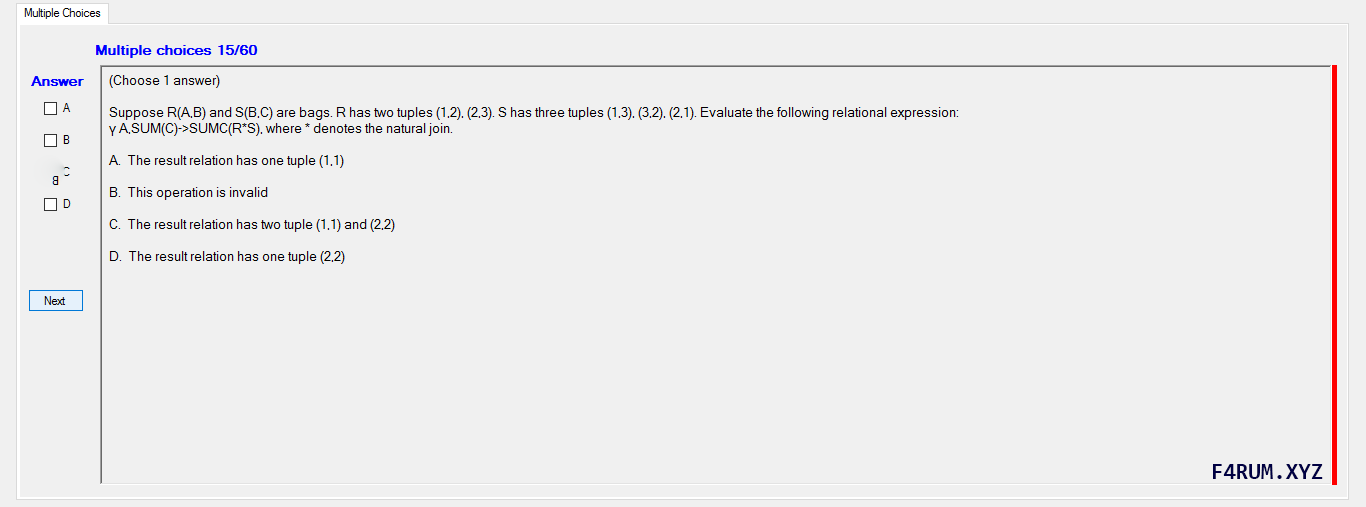 Multiple Choices
Multiple choices 15/60
Answer
A
B
C
B
D
Next
(Choose 1 answer)
Suppose R(A,B) and S(B,C) are bags. R has two tuples (1,2), (2,3). S has three tuples (1,3), (3,2), (2,1). Evaluate the following relational expression:
γ A,SUM(C)->SUMC(R*S), where * denotes the natural join.
A. The result relation has one tuple (1,1)
B. This operation is invalid
C. The result relation has two tuple (1,1) and (2,2)
D. The result relation has one tuple (2,2)
F4RUM.XYZ